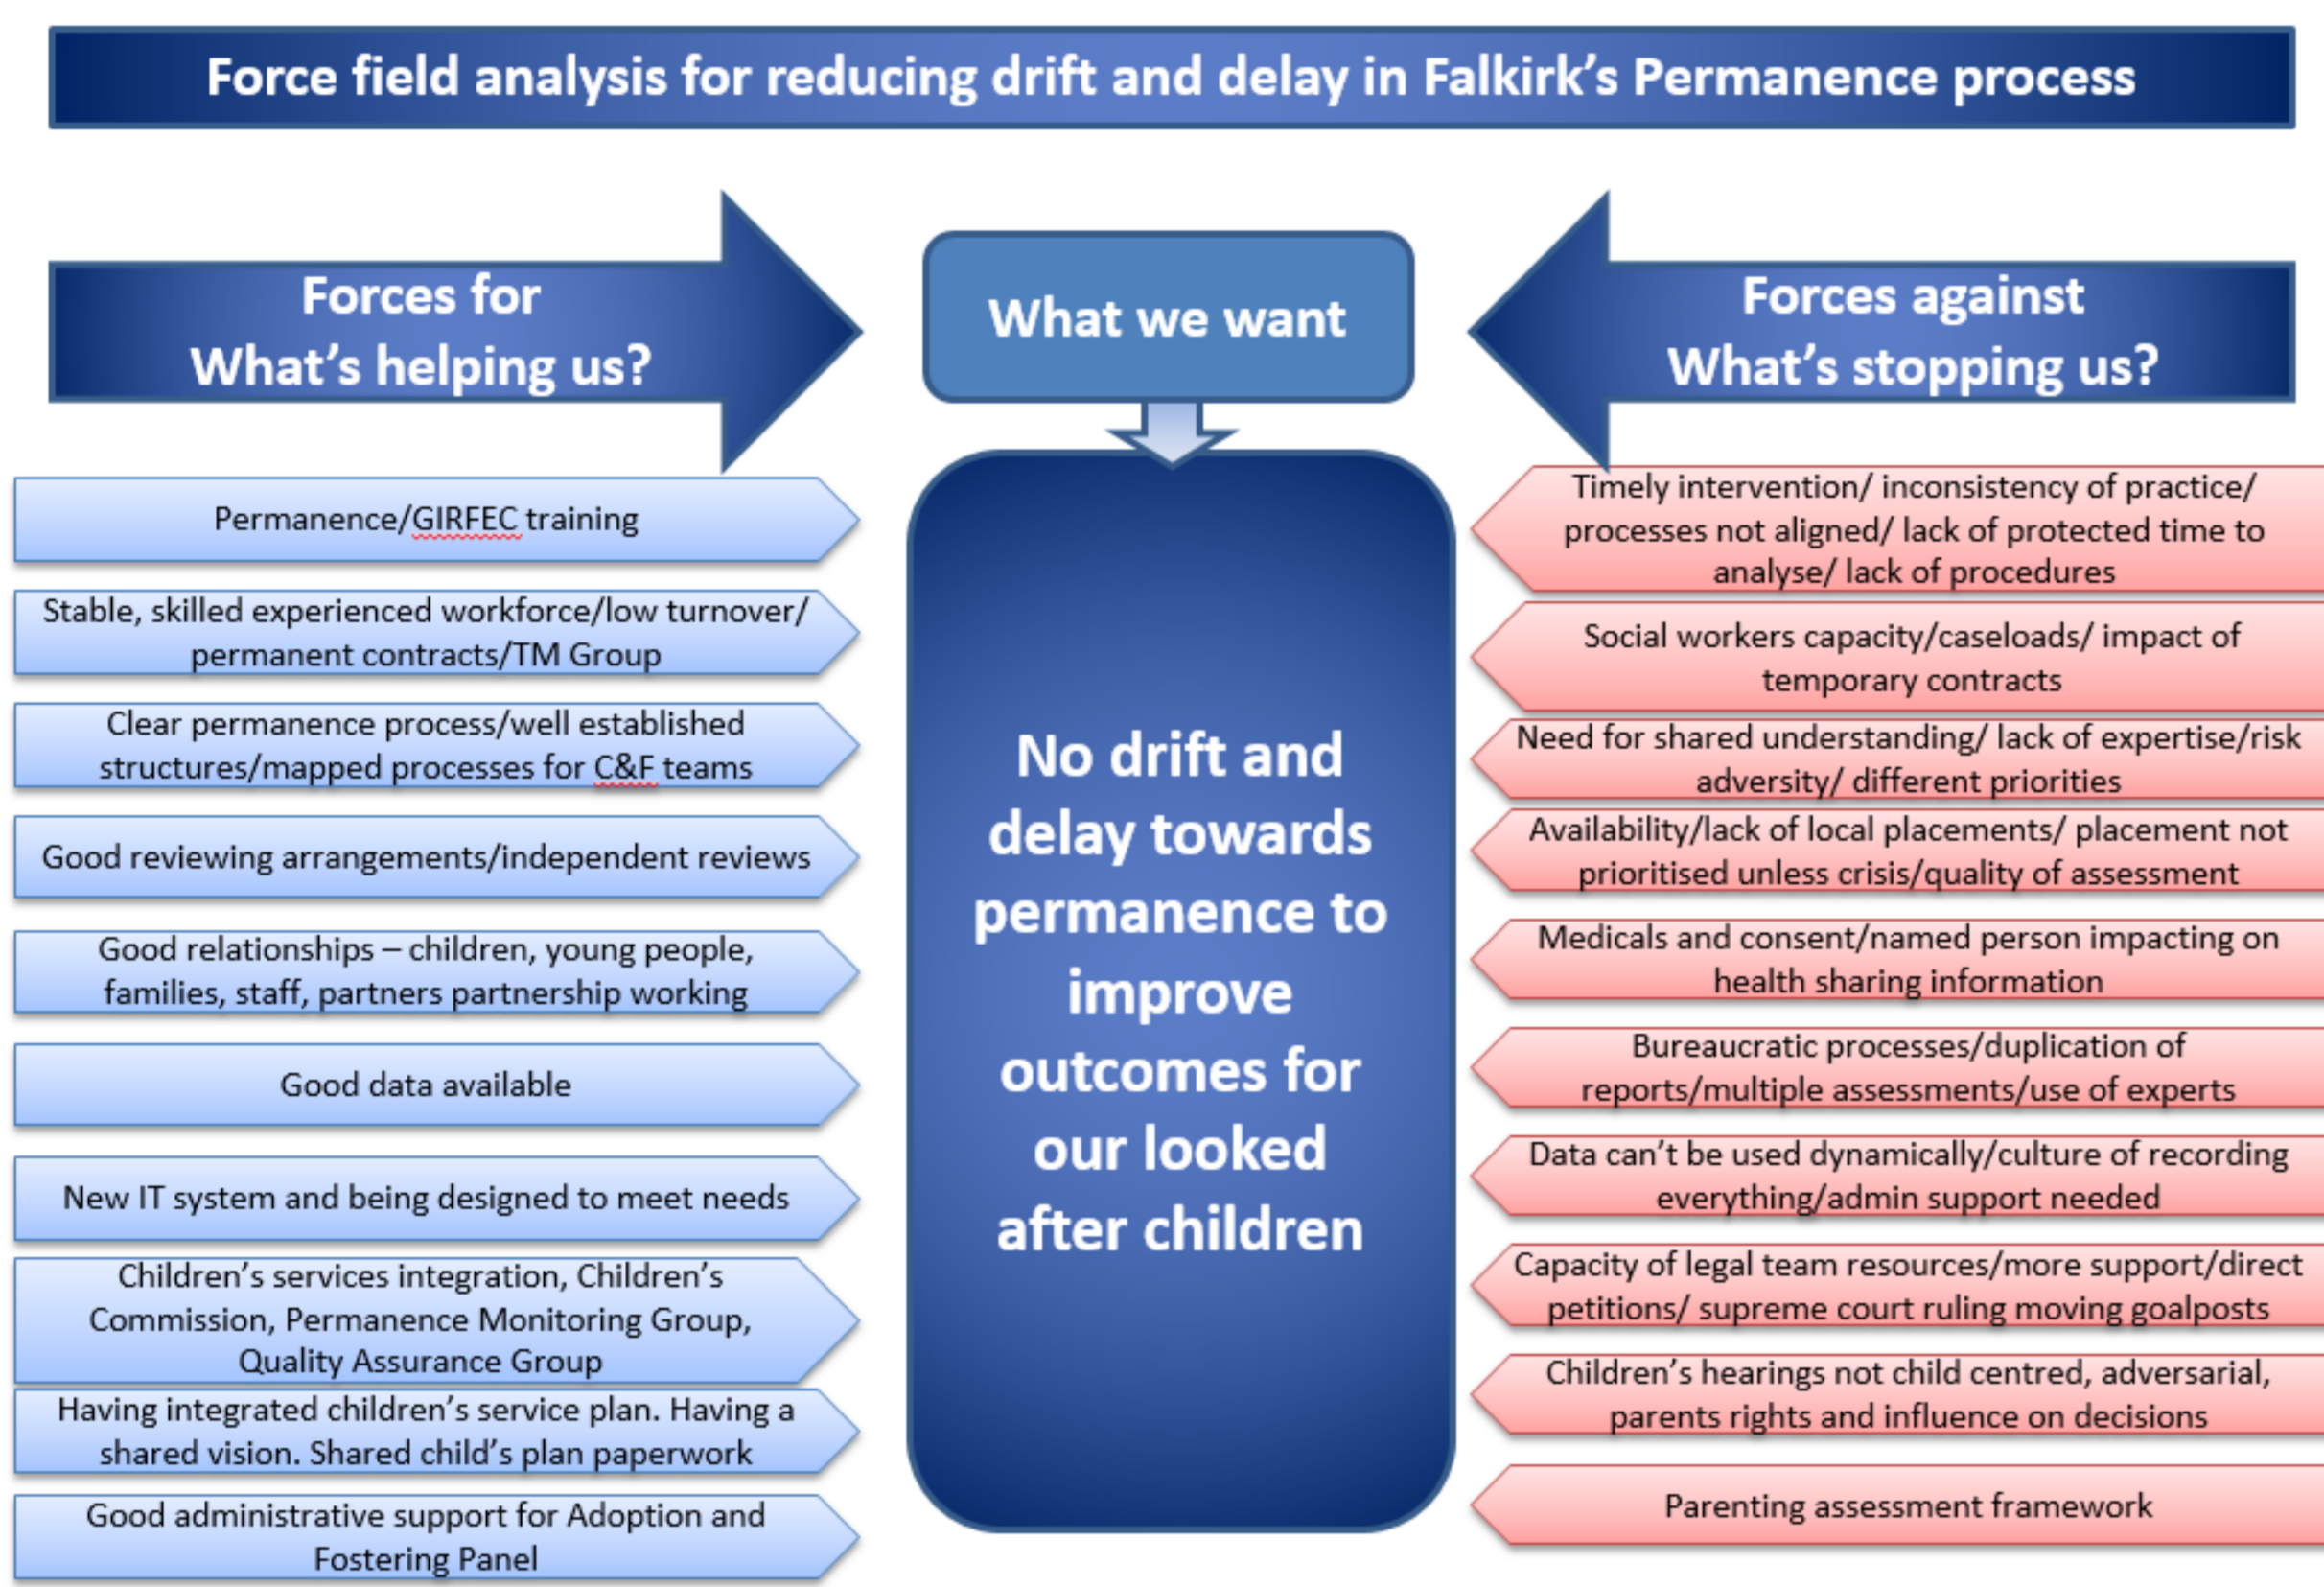 Force field analysis for reducing drift and delay in Falkirk’s Permanence process
Forces for
What’s helping us?
What we want
Forces against
What’s stopping us?
Permanence/GIRFEC training
Stable, skilled experienced workforce/low turnover/
permanent contracts/TM Group
Clear permanence process/well established
structures/mapped processes for C&F teams
Good reviewing arrangements/independent reviews
Good relationships – children, young people,
families, staff, partners partnership working
Good data available
New IT system and being designed to meet needs
Children’s services integration, Children’s
Commission, Permanence Monitoring Group,
Quality Assurance Group
Having integrated children’s service plan. Having a
shared vision. Shared child’s plan paperwork
Good administrative support for Adoption and
Fostering Panel
No drift and
delay towards
permanence to
improve
outcomes for
our looked
after children
Timely intervention/ inconsistency of practice/
processes not aligned/ lack of protected time to
analyse/ lack of procedures
Social workers capacity/caseloads/ impact of
temporary contracts
Need for shared understanding/ lack of expertise/risk
adversity/ different priorities
Availability/lack of local placements/ placement not
prioritised unless crisis/quality of assessment
Medicals and consent/named person impacting on
health sharing information
Bureaucratic processes/duplication of
reports/multiple assessments/use of experts
Data can’t be used dynamically/culture of recording
everything/admin support needed
Capacity of legal team resources/more support/direct
petitions/ supreme court ruling moving goalposts
Children’s hearings not child centred, adversarial,
parents rights and influence on decisions
Parenting assessment framework